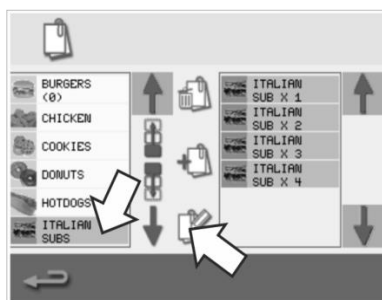 BURGERS
(0)
CHICKEN
COOKIES
DONUTS
HOTDOGS
ITALIAN
SUBS
ITALIAN
SUB X 1
ITALIAN
SUB X 2
ITALIAN
SUB X 3
ITALIAN
SUB X 4